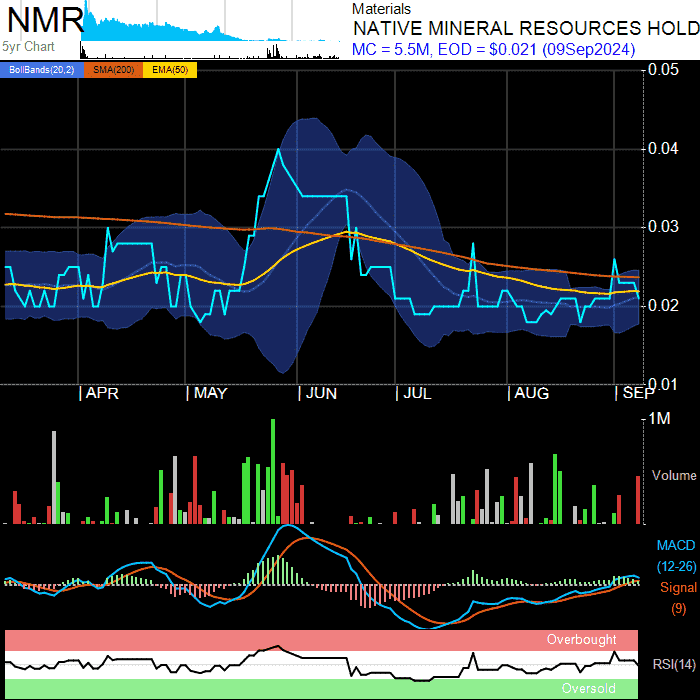 NMR
5yr Chart
Materials
NATIVE MINERAL RESOURCES HOLD
MC = 5.5M, EOD = $0.021 (09Sep2024)
BollBands(20,2) SMA(200) EMA(50)
0.05
0.04
0.03
0.02
0.01
APR MAY JUN JUL AUG SEP
1M
Volume
MACD
(12-26)
Signal
(9)
Overbought
RSI(14)
Oversold